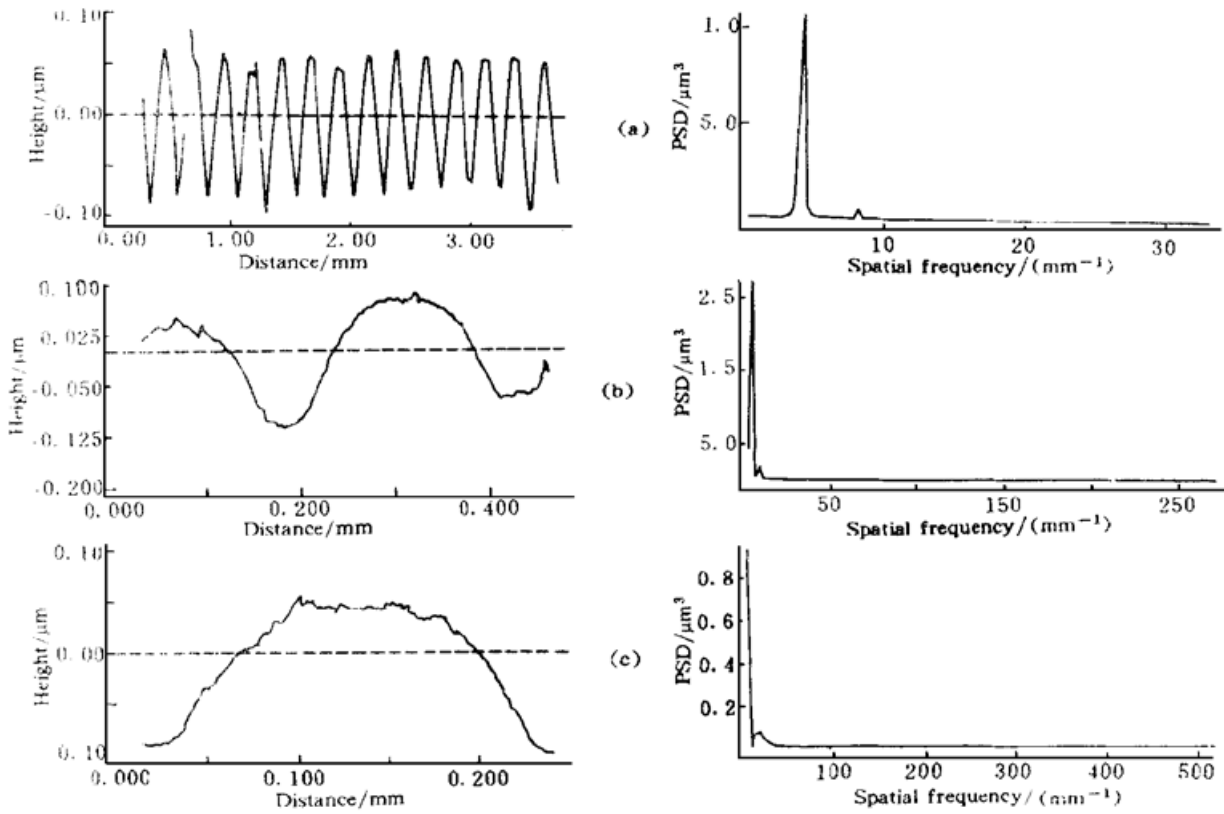 0.10
0.00
-0.10
Height/μm
0.00 1.00 2.00 3.00
Distance/mm
(a)
1.0
5.0
PSD/μm³
10 20 30
Spatial frequency/(mm⁻¹)
0.100
0.025
-0.050
-0.125
-0.200
Height/μm
0.000 0.200 0.400
Distance/mm
(b)
2.5
1.5
5.0
PSD/μm³
50 150 250
Spatial frequency/(mm⁻¹)
0.10
0.00
0.10
Height/μm
0.000 0.100 0.200
Distance/mm
(c)
0.8
0.6
0.4
0.2
PSD/μm³
100 200 300 400 500
Spatial frequency/(mm⁻¹)